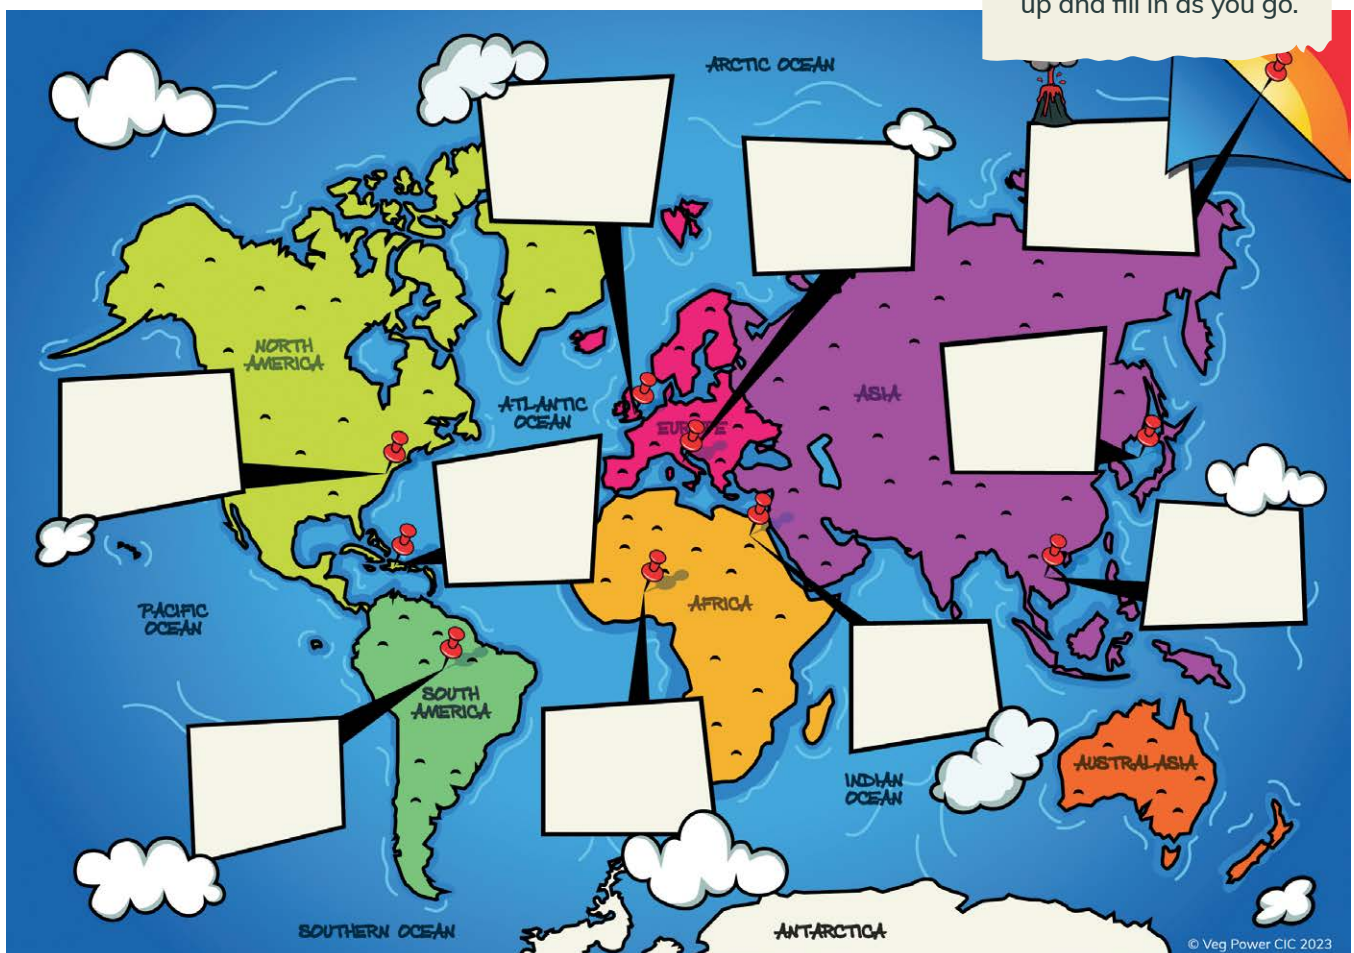 up and fill in as you go.
ARCTIC OCEAN
NORTH
AMERICA
ATLANTIC
OCEAN
EUROPE
ASIA
PACIFIC
OCEAN
AFRICA
SOUTH
AMERICA
INDIAN
OCEAN
AUSTRALASIA
SOUTHERN OCEAN
ANTARCTICA
© Veg Power CIC 2023